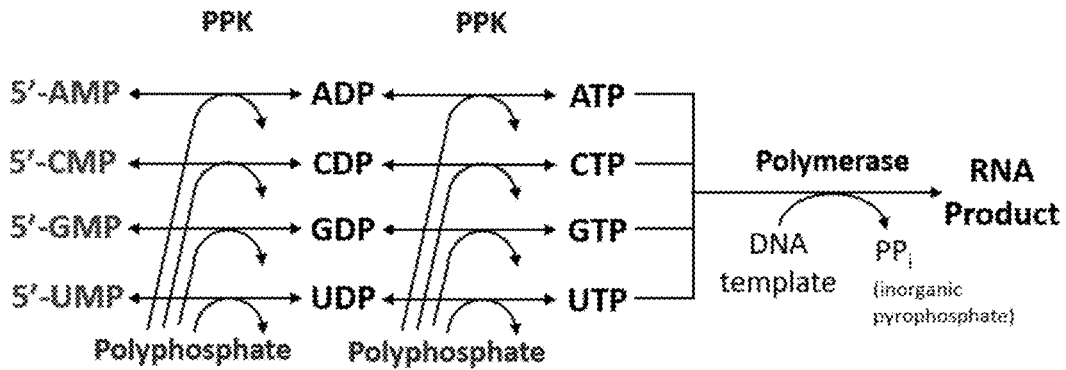 PPK PPK
5'-AMP ADP ATP
5'-CMP CDP CTP
Polymerase
RNA
Product
5'-GMP GDP GTP
DNA
template
PPi
(inorganic
pyrophosphate)
5'-UMP UDP UTP
Polyphosphate Polyphosphate